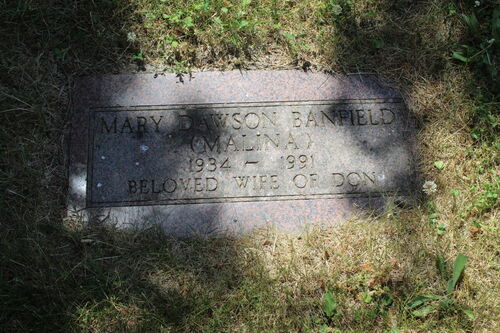 MARY DAWSON BANFIELD
(MALINA)
1934 – 1991
BELOVED WIFE OF DON